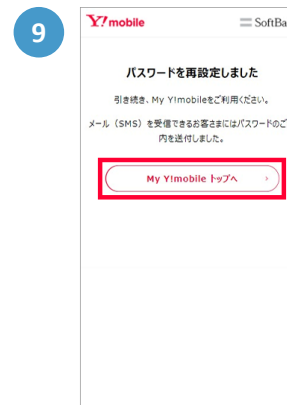 9
Y!mobile
SoftBa
パスワードを再設定しました
引き続き、My Y!mobileをご利用ください。
メール（SMS）を受信できるお客さまにはパスワードのご
内を送付しました。
My Y!mobile トップへ